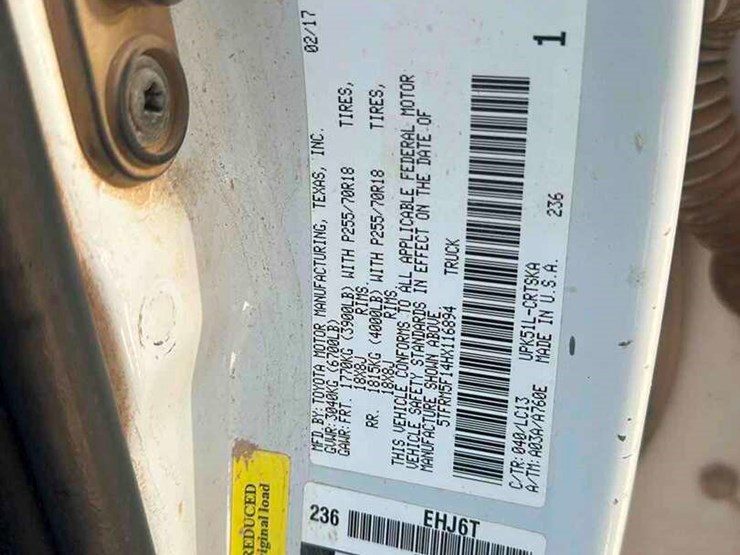 MFD BY: TOYOTA MOTOR MANUFACTURING, TEXAS, INC. 02/17
GVWR: 3040KG (6700LB)
GAWR: FRT. 1770KG (3900LB) WITH P255/70R18 TIRES,
18X8J RIMS
RR. 1815KG (4000LB) WITH P255/70R18 TIRES,
18X8J RIMS
THIS VEHICLE CONFORMS TO ALL APPLICABLE FEDERAL MOTOR
VEHICLE SAFETY STANDARDS IN EFFECT ON THE DATE OF
MANUFACTURE SHOWN ABOVE.
5TFRM5F14HX116894 TRUCK
C/TR: 040/LC13 UPK51L-CRTSKA 236
A/TM: A03A/A760E MADE IN U.S.A.
1
REDUCED
iginal load
236
EHJ6T